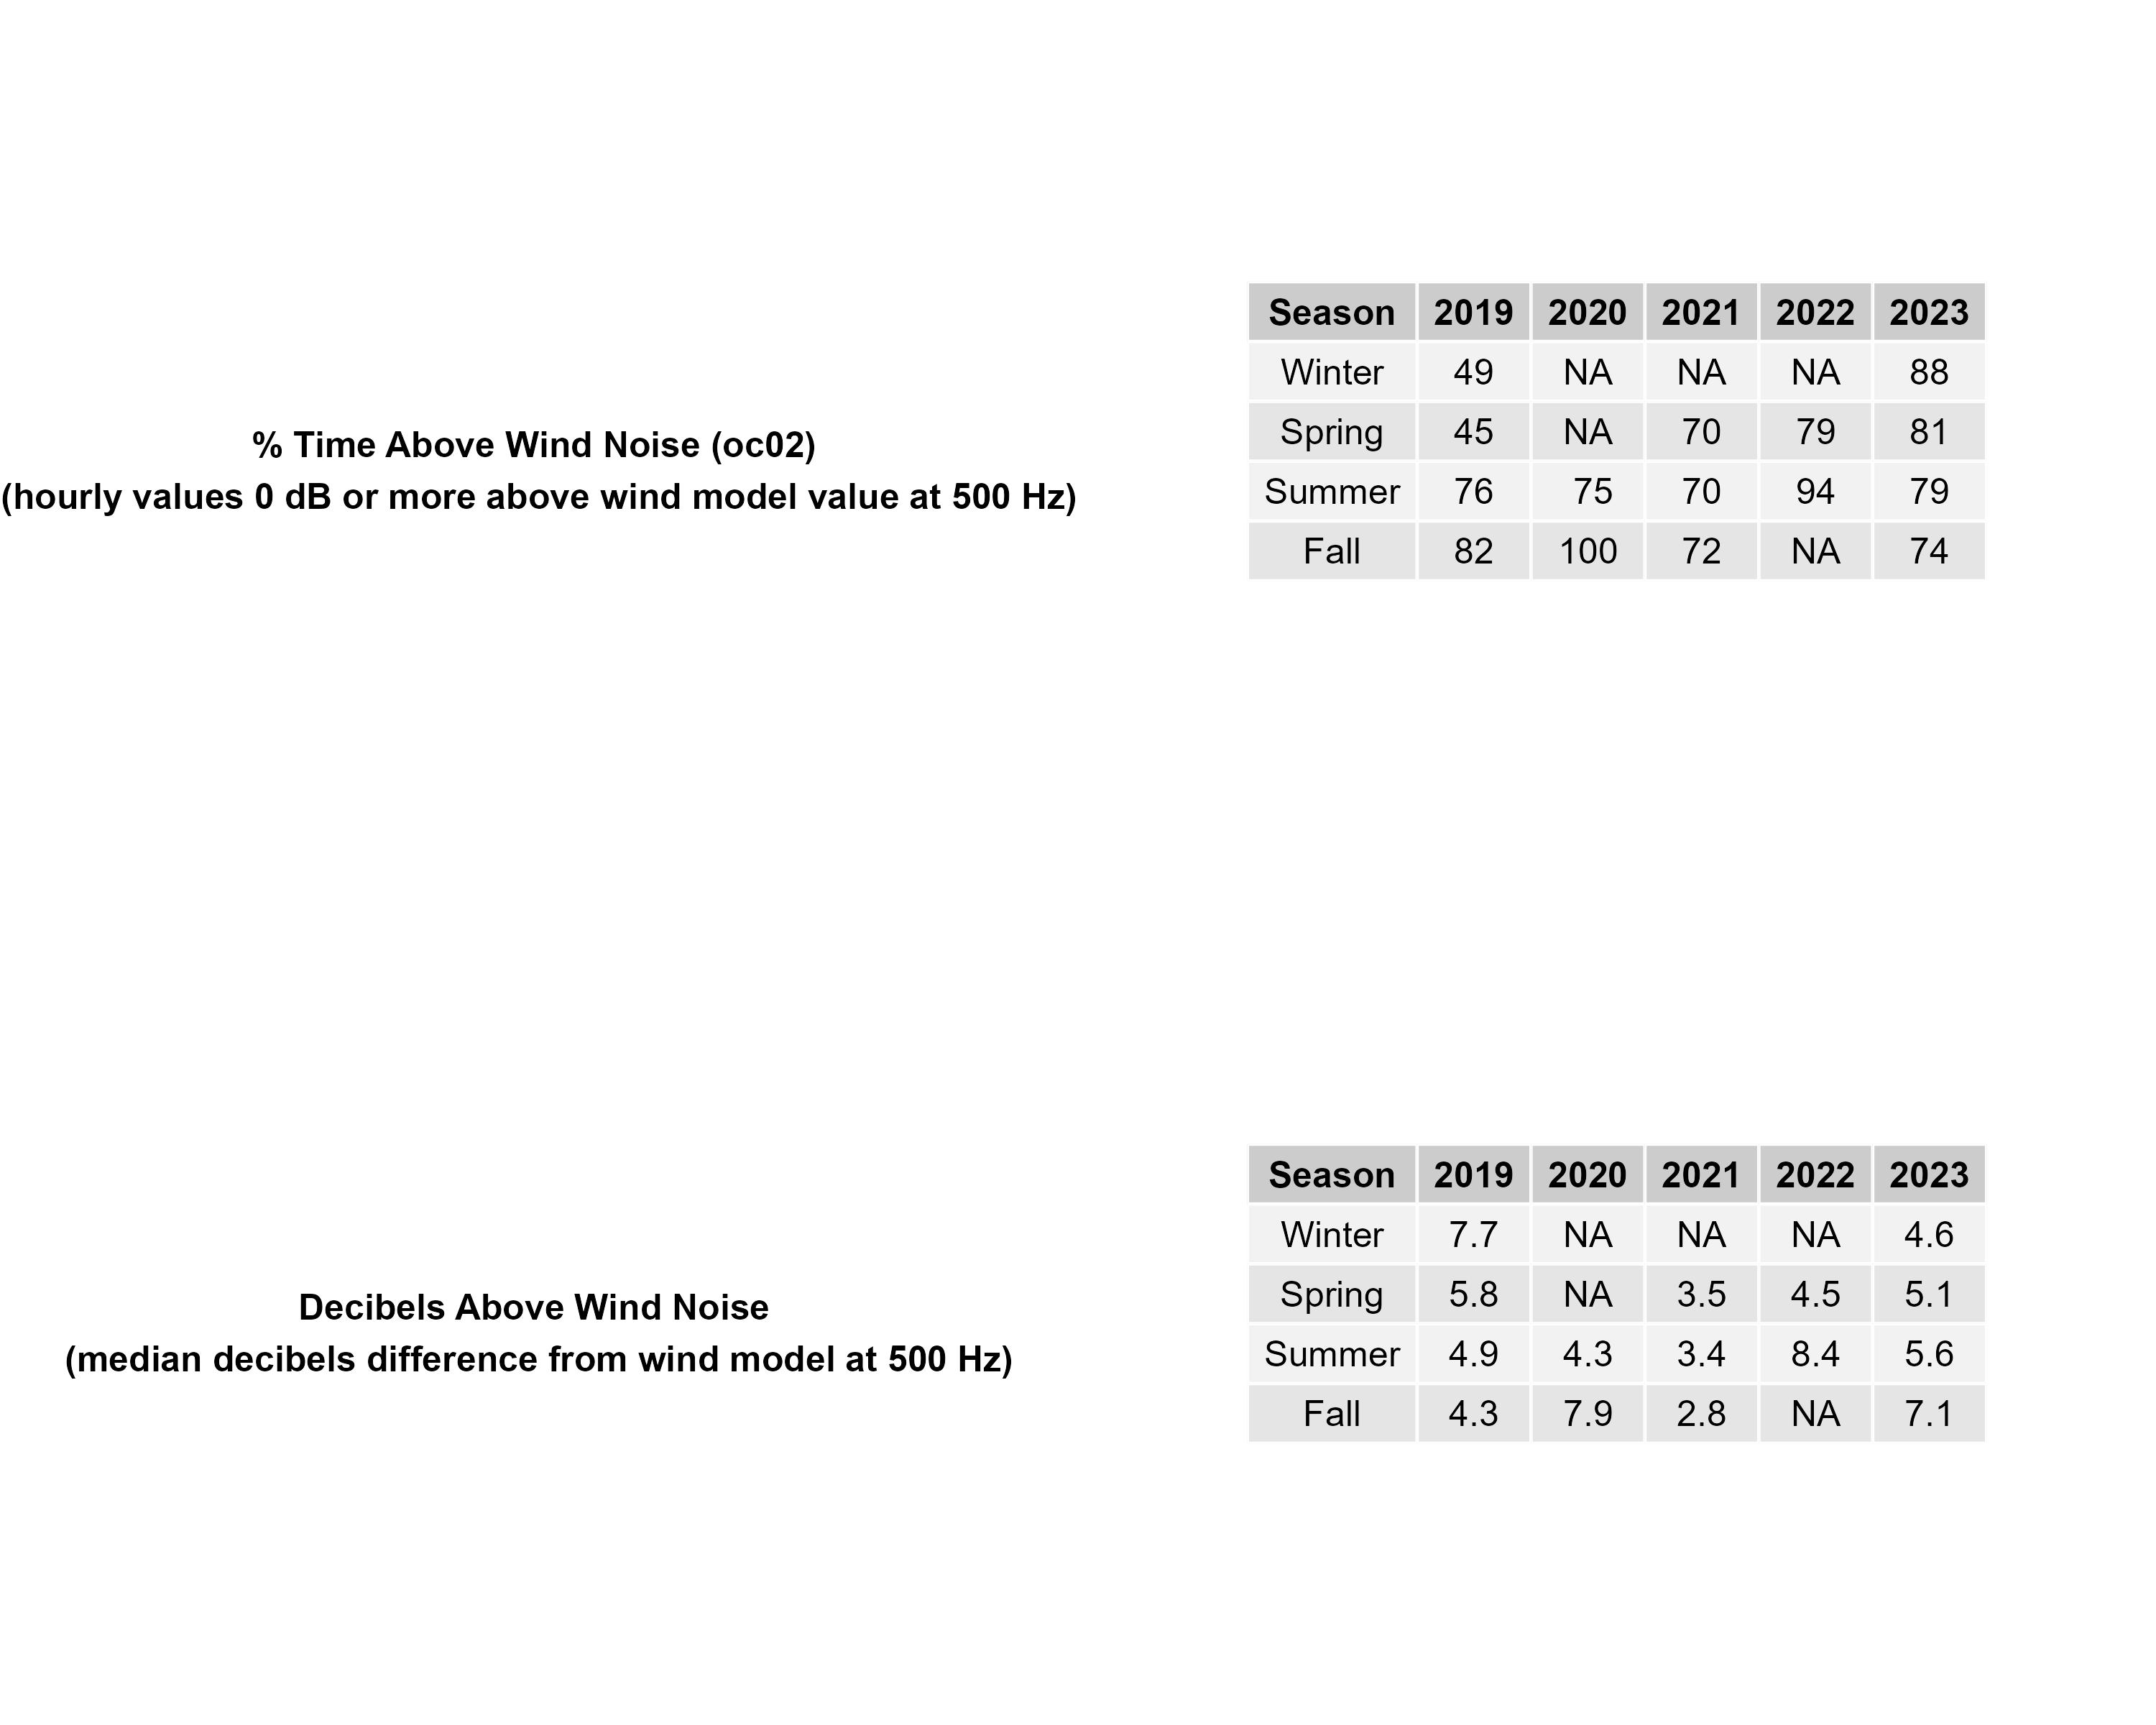 % Time Above Wind Noise (oc02)
(hourly values 0 dB or more above wind model value at 500 Hz)
Season 2019 2020 2021 2022 2023
Winter 49 NA NA NA 88
Spring 45 NA 70 79 81
Summer 76 75 70 94 79
Fall 82 100 72 NA 74
Decibels Above Wind Noise
(median decibels difference from wind model at 500 Hz)
Season 2019 2020 2021 2022 2023
Winter 7.7 NA NA NA 4.6
Spring 5.8 NA 3.5 4.5 5.1
Summer 4.9 4.3 3.4 8.4 5.6
Fall 4.3 7.9 2.8 NA 7.1